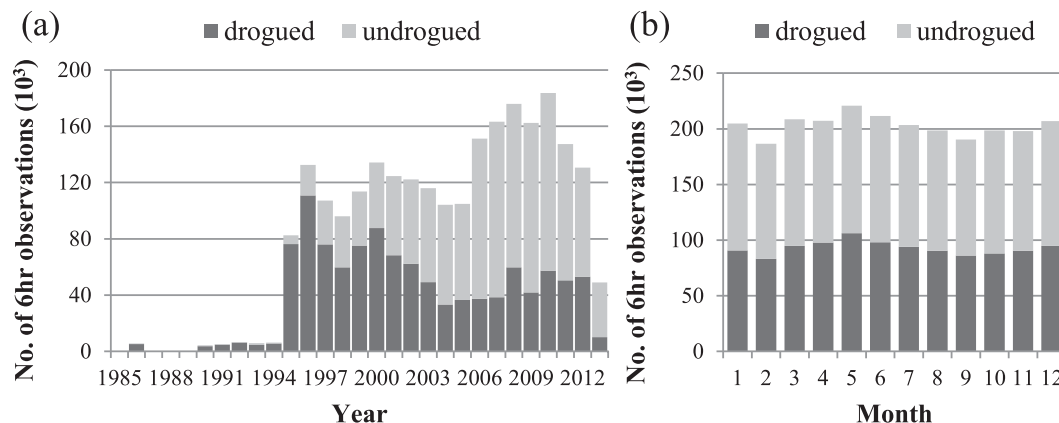 (a)
drogued undrogued
No. of 6hr observations (10³)
200
160
120
80
40
0
1985 1988 1991 1994 1997 2000 2003 2006 2009 2012
Year
(b)
drogued undrogued
No. of 6hr observations (10³)
250
200
150
100
50
0
1 2 3 4 5 6 7 8 9 10 11 12
Month